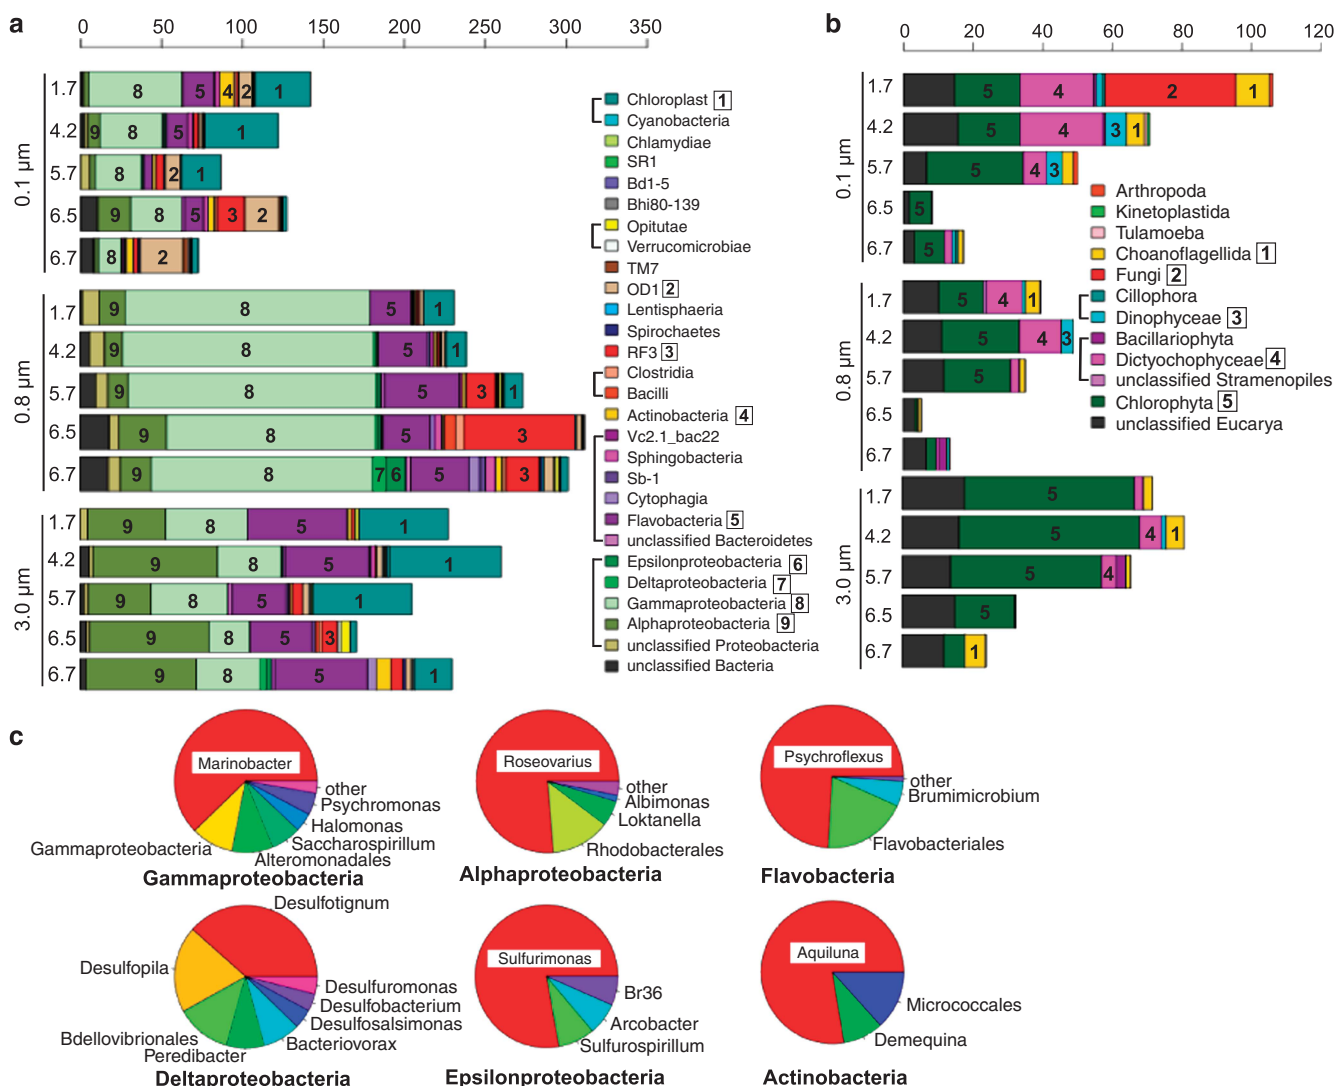 a
0 50 100 150 200 250 300 350
0.1 µm
1.7 8 5 4 2 1
4.2 9 8 5 1
5.7 8 2 1
6.5 9 8 5 3 2
6.7 8 2
0.8 µm
1.7 9 8 5 1
4.2 9 8 5 1
5.7 9 8 5 3 1
6.5 9 8 5 3
6.7 9 8 7 6 5 3
3.0 µm
1.7 9 8 5 1
4.2 9 8 5 1
5.7 9 8 5 1
6.5 9 8 5 3
6.7 9 8 5 1
Chloroplast 1
Cyanobacteria
Chlamydiae
SR1
Bd1-5
Bhi80-139
Opitutae
Verrucomicrobiae
TM7
OD1 2
Lentisphaeria
Spirochaetes
RF3 3
Clostridia
Bacilli
Actinobacteria 4
Vc2.1_bac22
Sphingobacteria
Sb-1
Cytophagia
Flavobacteria 5
unclassified Bacteroidetes
Epsilonproteobacteria 6
Deltaproteobacteria 7
Gammaproteobacteria 8
Alphaproteobacteria 9
unclassified Proteobacteria
unclassified Bacteria
b
0 20 40 60 80 100 120
0.1 µm
1.7 5 4 2 1
4.2 5 4 3 1
5.7 5 4 3
6.5 5
6.7 5
0.8 µm
1.7 5 4 1
4.2 5 4 3
5.7 5
6.5
6.7
3.0 µm
1.7 5
4.2 5 4 1
5.7 5 4
6.5 5
6.7 1
Arthropoda
Kinetoplastida
Tulamoeba
Choanoflagellida 1
Fungi 2
Cillophora
Dinophyceae 3
Bacillariophyta
Dictyochophyceae 4
unclassified Stramenopiles
Chlorophyta 5
unclassified Eucarya
c
Marinobacter
other
Psychromonas
Halomonas
Saccharospirillum
Alteromonadales
Gammaproteobacteria
Gammaproteobacteria
Roseovarius
other
Albimonas
Loktanella
Rhodobacterales
Alphaproteobacteria
Psychroflexus
other
Brumimicrobium
Flavobacteriales
Flavobacteria
Desulfotignum
Desulfopila
Desulfuromonas
Desulfobacterium
Desulfosalsimonas
Bacteriovorax
Bdellovibrionales
Peredibacter
Deltaproteobacteria
Sulfurimonas
Br36
Arcobacter
Sulfurospirillum
Epsilonproteobacteria
Aquiluna
Micrococcales
Demequina
Actinobacteria